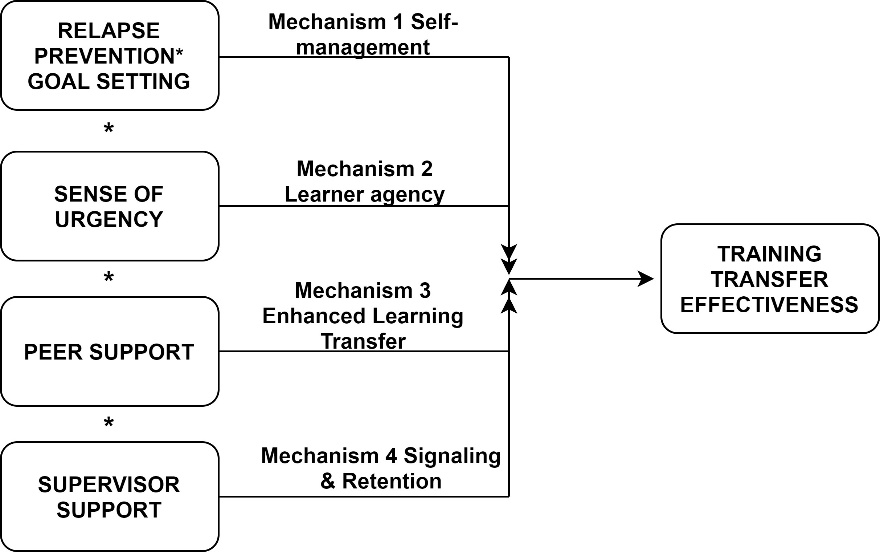 RELAPSE
PREVENTION*
GOAL SETTING
Mechanism 1 Self-
management
*
SENSE OF
URGENCY
Mechanism 2
Learner agency
*
PEER SUPPORT
Mechanism 3
Enhanced Learning
Transfer
*
SUPERVISOR
SUPPORT
Mechanism 4 Signaling
& Retention
TRAINING
TRANSFER
EFFECTIVENESS